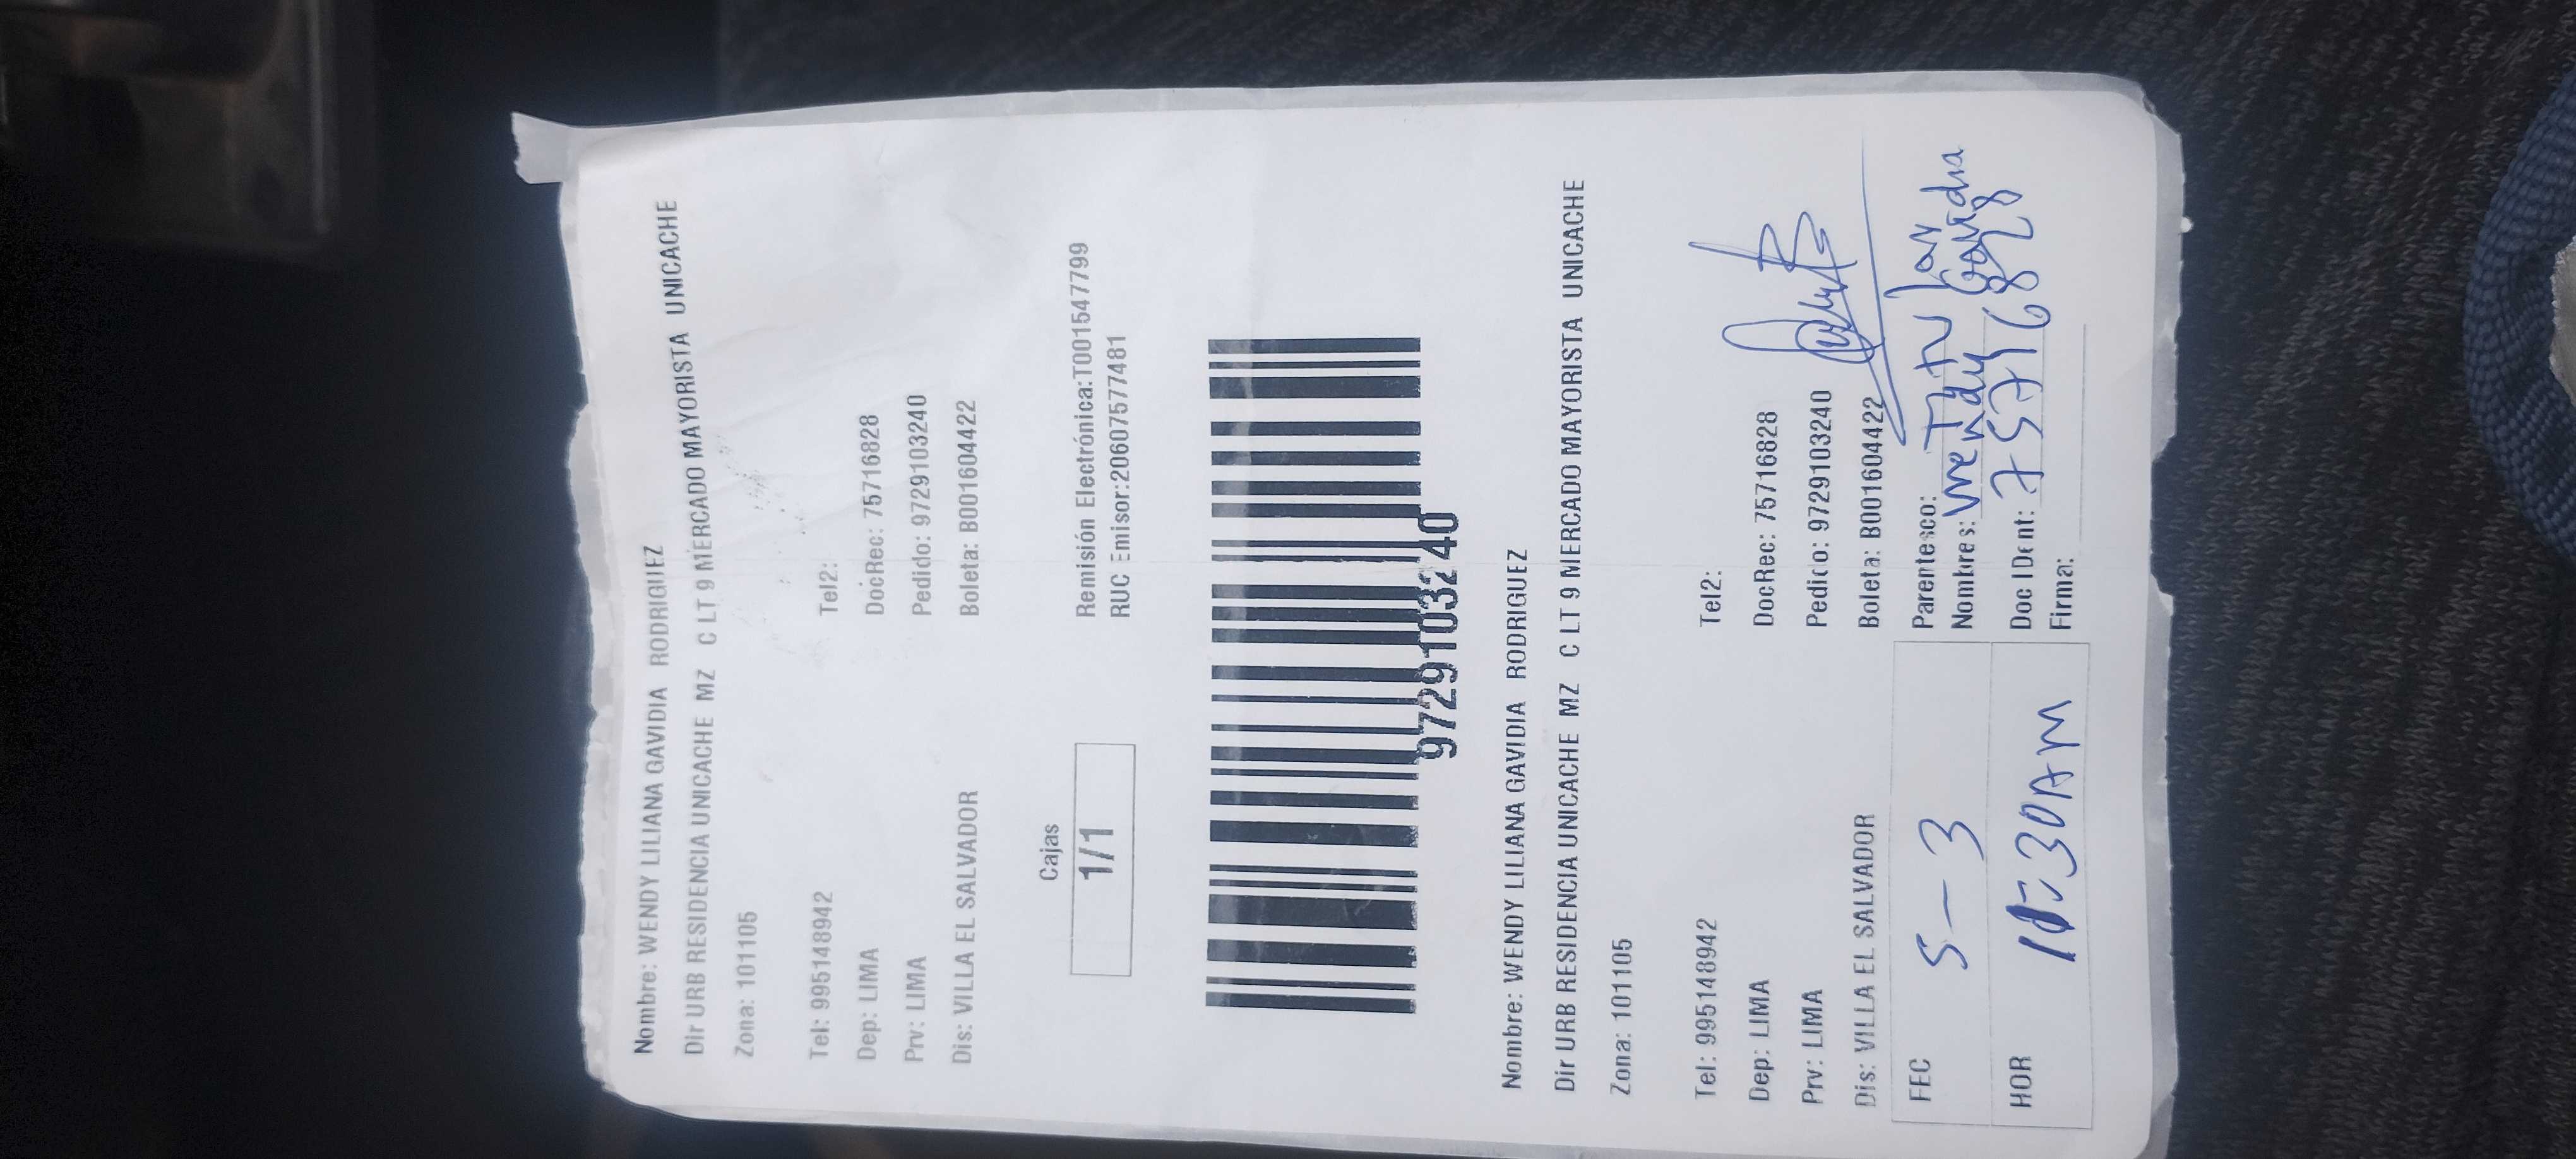 Nombre: WENDY LILIANA GAVIDIA RODRIGUEZ
Dir URB RESIDENCIA UNICACHE MZ C LT 9 MERCADO MAYORISTA UNICACHE
Zona: 101105
Tel: 995148942 Tel2:
Dep: LIMA DocRec: 75716828
Prv: LIMA Pedido: 9729103240
Dis: VILLA EL SALVADOR Boleta: B001604422
Cajas
1/1
Remisión Electrónica:T001547799
RUC Emisor:20607577481
9729103240
Nombre: WENDY LILIANA GAVIDIA RODRIGUEZ
Dir URB RESIDENCIA UNICACHE MZ C LT 9 MERCADO MAYORISTA UNICACHE
Zona: 101105
Tel: 995148942 Tel2:
Dep: LIMA DocRec: 75716828
Prv: LIMA Pedido: 9729103240
Dis: VILLA EL SALVADOR Boleta: B001604422
FEC 5-3
HOR 10:30AM
Parentesco:
Nombres: Wendy Gavidia
Doc IDent: 75716828
Firma: